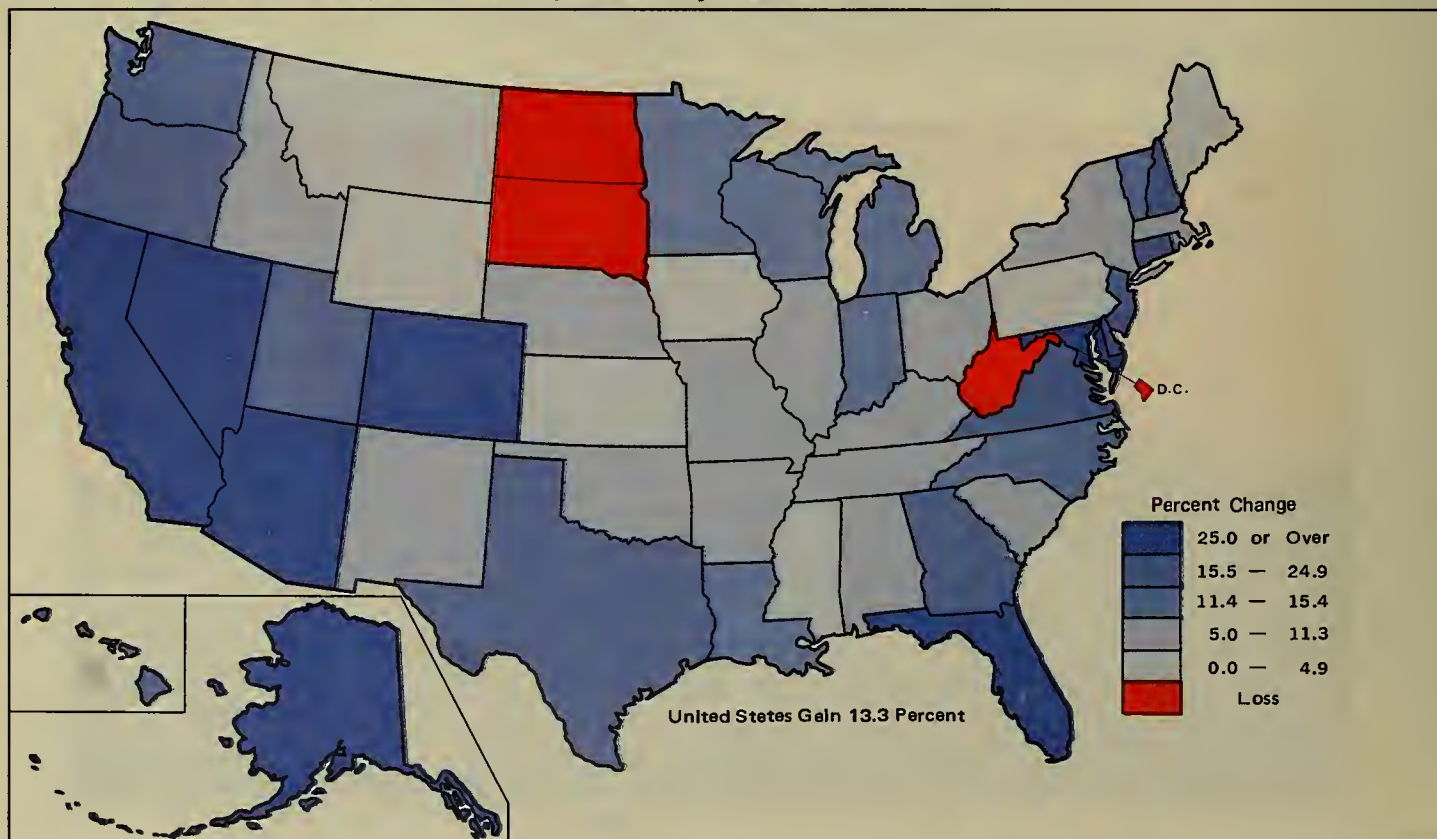 D.C.
Percent Change
25.0 or Over
15.5 — 24.9
11.4 — 15.4
5.0 — 11.3
0.0 — 4.9
Loss
United Stetes Gain 13.3 Percent